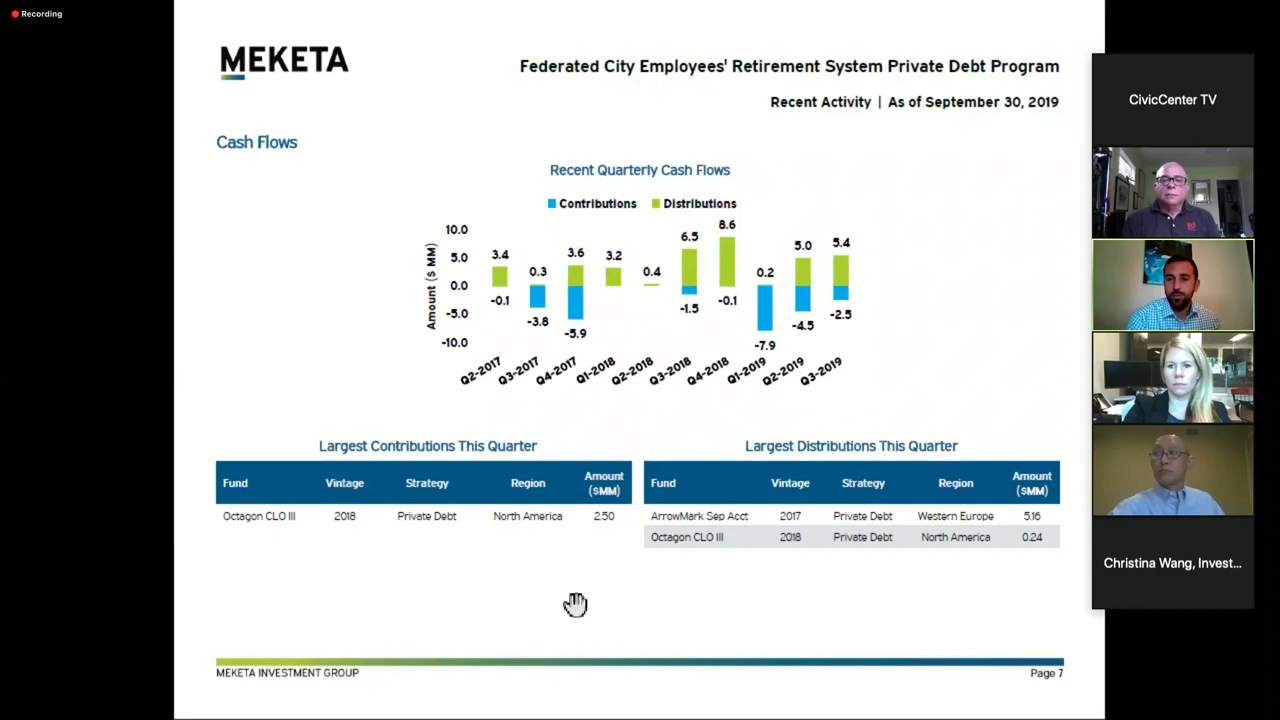 Recording
MEKETA
Federated City Employees' Retirement System Private Debt Program
Recent Activity | As of September 30, 2019
Cash Flows
Recent Quarterly Cash Flows
Contributions Distributions
Amount ($ MM)
10.0
5.0
0.0
-5.0
-10.0
3.4 0.3 3.6 3.2 0.4 6.5 8.6 0.2 5.0 5.4
-0.1 -3.8 -5.9 -1.5 -0.1 -7.9 -4.5 -2.5
Q2-2017 Q3-2017 Q4-2017 Q1-2018 Q2-2018 Q3-2018 Q4-2018 Q1-2019 Q2-2019 Q3-2019
Largest Contributions This Quarter
Fund Vintage Strategy Region Amount ($MM)
Octagon CLO III 2018 Private Debt North America 2.50
Largest Distributions This Quarter
Fund Vintage Strategy Region Amount ($MM)
ArrowMark Sep Acct 2017 Private Debt Western Europe 5.16
Octagon CLO III 2018 Private Debt North America 0.24
MEKETA INVESTMENT GROUP
Page 7
CivicCenter TV
Christina Wang, Invest...